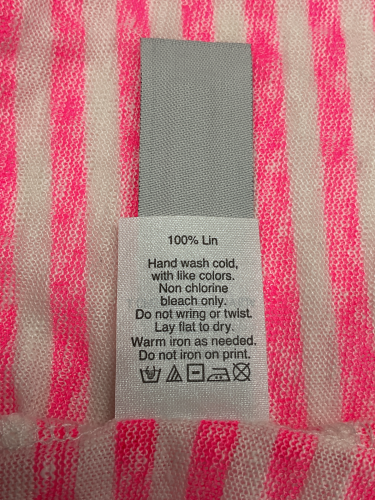 100% Lin
Hand wash cold,
with like colors.
Non chlorine
bleach only.
Do not wring or twist.
Lay flat to dry.
Warm iron as needed.
Do not iron on print.